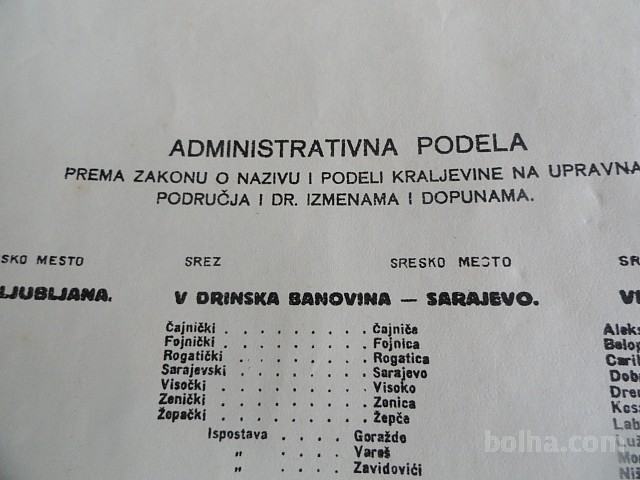 ADMINISTRATIVNA PODELA
PREMA ZAKONU O NAZIVU I PODELI KRALJEVINE NA UPRAVNA
PODRUČJA I DR. IZMENAMA I DOPUNAMA.
SKO MESTO SREZ SRESKO MESTO
LJUBLJANA. V DRINSKA BANOVINA — SARAJEVO.
Čajnički . . . . . . . . . Čajniče
Fojnički . . . . . . . . . Fojnica
Rogatički . . . . . . . . . Rogatica
Sarajevski . . . . . . . . . Sarajevo
Visočki . . . . . . . . . Visoko
Zenički . . . . . . . . . Zenica
Žepački . . . . . . . . . Žepče
Ispostava . . . . Goražde
„ . . . . Vareš
„ . . . . Zavidovići
bolha.com